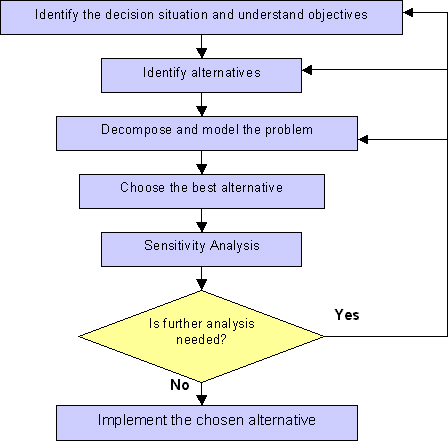 Identify the decision situation and understand objectives
Identify alternatives
Decompose and model the problem
Choose the best alternative
Sensitivity Analysis
Is further analysis
needed?
Yes
No
Implement the chosen alternative